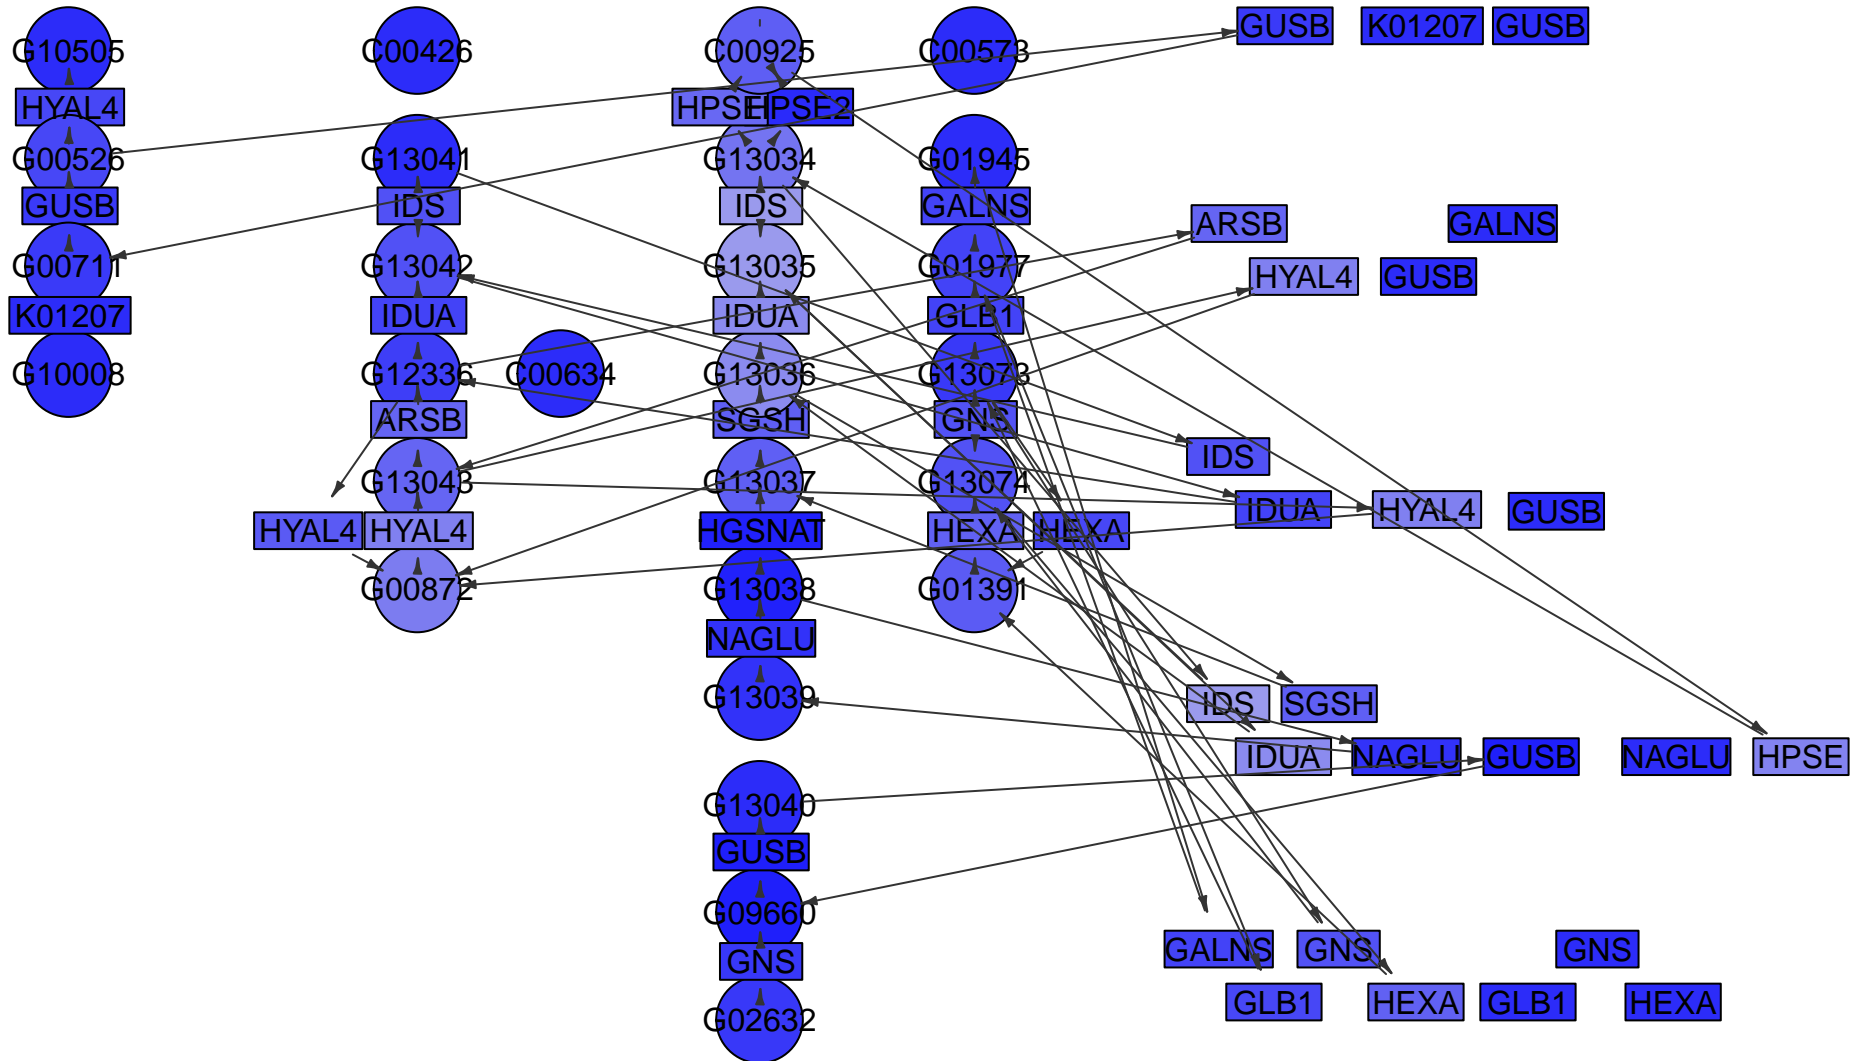 G10505 C00426 C00925 C00573 GUSB K01207 GUSB
HYAL4 HPSE HPSE2
G00526 G13041 G13034 G01945
GUSB IDS IDS GALNS ARSB GALNS
G00711 G13042 G13035 G01977 HYAL4 GUSB
K01207 IDUA IDUA GLB1
G10008 G12336 C00634 G13036 G13073
ARSB SGSH GNS
IDS
G13043 G13037 G13074
IDUA HYAL4 GUSB
HYAL4 HYAL4 HGSNAT HEXA HEXA
G00872 G13038 G01391
NAGLU
G13039 IDS SGSH
IDUA NAGLU GUSB NAGLU HPSE
G13040
GUSB
G09660
GALNS GNS GNS
GNS
GLB1 HEXA GLB1 HEXA
G02632